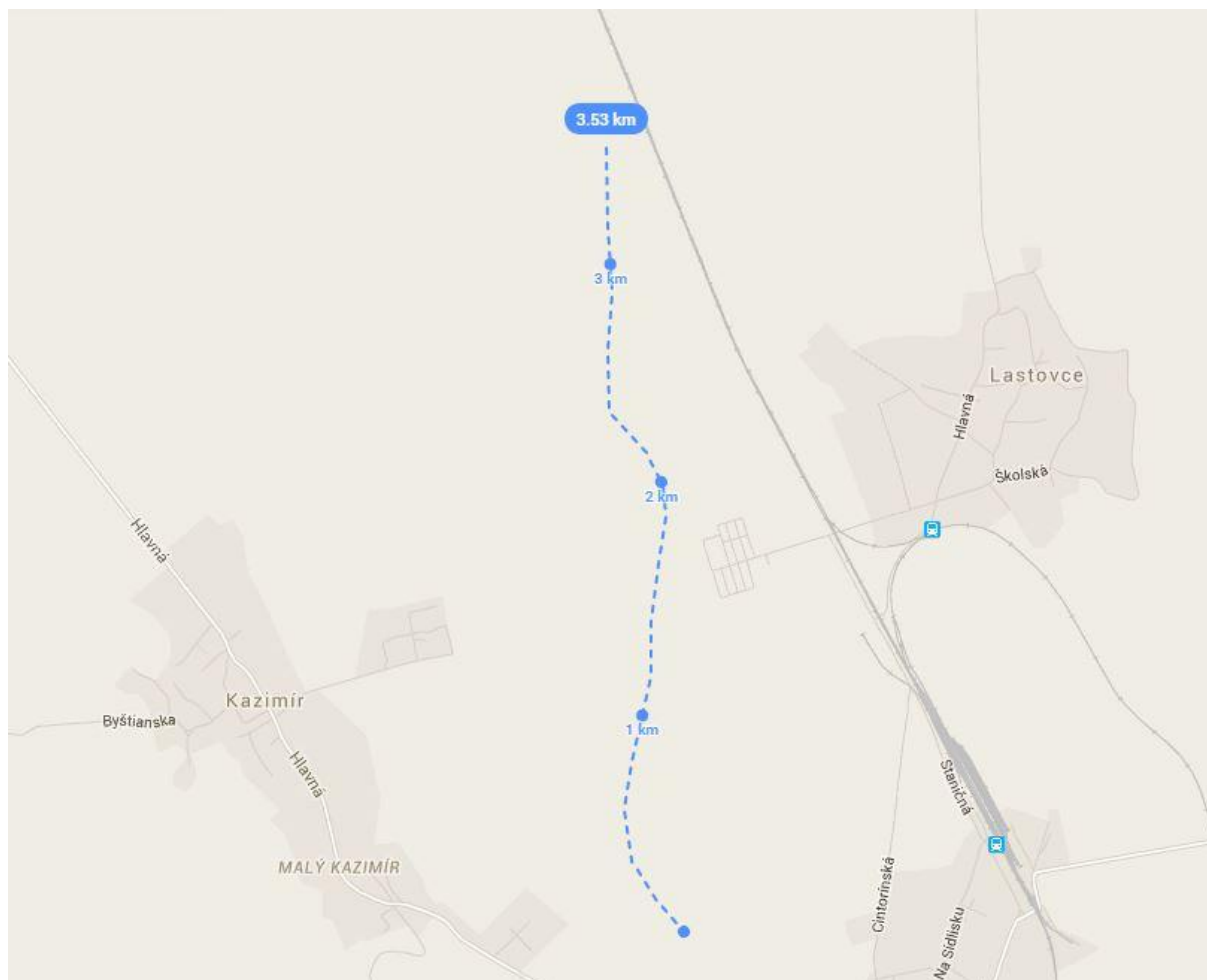 3.53 km
3 km
Lastovce
Hlavná
Školská
2 km
Hlavná
Kazimír
Byštianska
1 km
Hlavná
Staničná
MALÝ KAZIMÍR
Cintorínska
Na Sídlisku